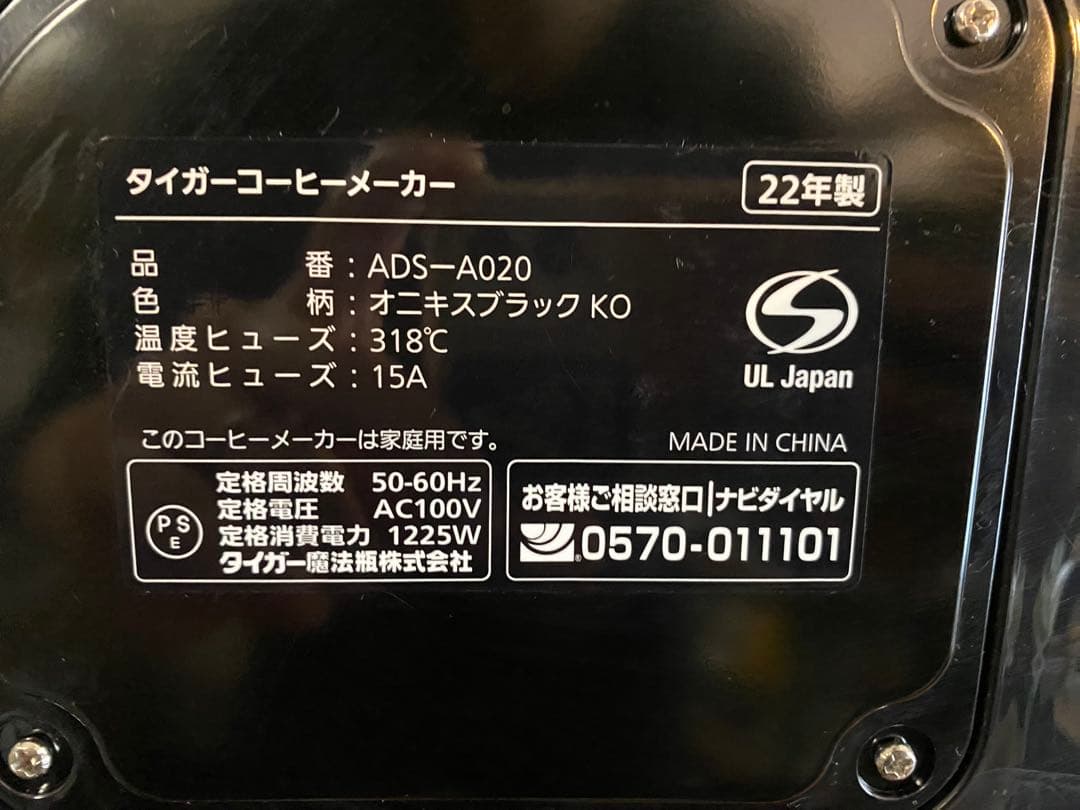 タイガーコーヒーメーカー
22年製
品番：ADS-A020
色柄：オニキスブラック KO
温度ヒューズ：318℃
電流ヒューズ：15A
UL Japan
このコーヒーメーカーは家庭用です。
MADE IN CHINA
PSE
定格周波数 50-60Hz
定格電圧 AC100V
定格消費電力 1225W
タイガー魔法瓶株式会社
お客様ご相談窓口|ナビダイヤル
®0570-011101